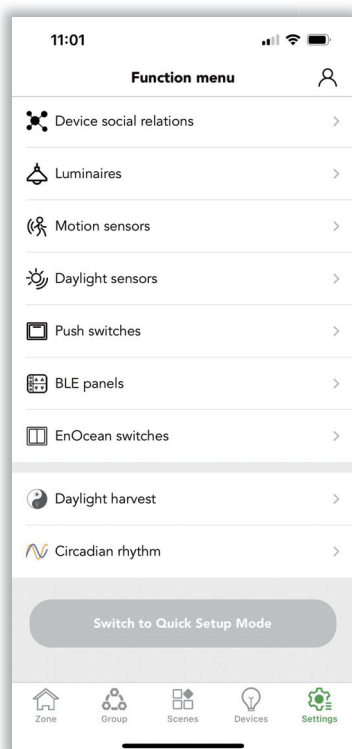 11:01
Function menu
Device social relations
Luminaires
Motion sensors
Daylight sensors
Push switches
BLE panels
EnOcean switches
Daylight harvest
Circadian rhythm
Switch to Quick Setup Mode
Zone Group Scenes Devices Settings